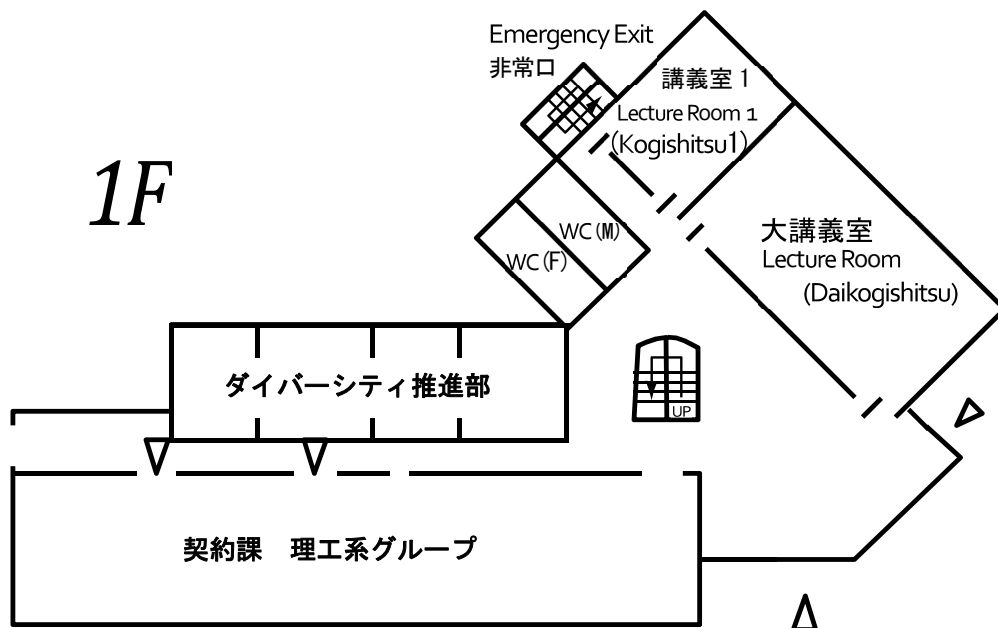 1F
Emergency Exit
非常口
講義室 1
Lecture Room 1
(Kogishitsu1)
WC (M)
WC (F)
大講義室
Lecture Room
(Daikogishitsu)
ダイバーシティ推進部
UP
契約課　理工系グループ